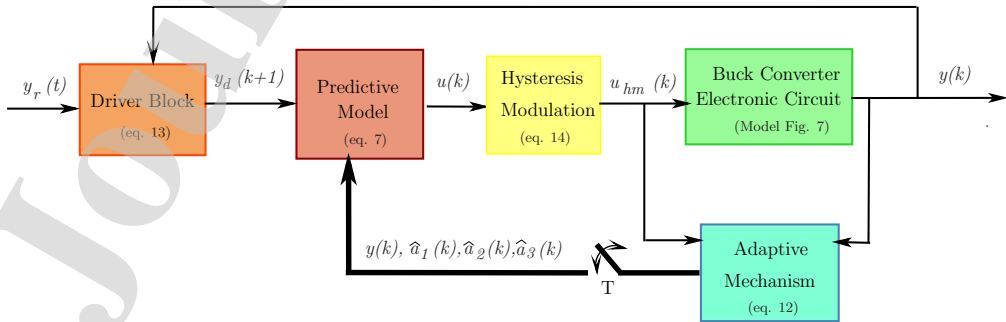 y_r(t)
Driver Block
(eq. 13)
y_d(k+1)
Predictive
Model
(eq. 7)
u(k)
Hysteresis
Modulation
(eq. 14)
u_hm(k)
Buck Converter
Electronic Circuit
(Model Fig. 7)
y(k)
y(k), â_1(k), â_2(k), â_3(k)
T
Adaptive
Mechanism
(eq. 12)
Jour